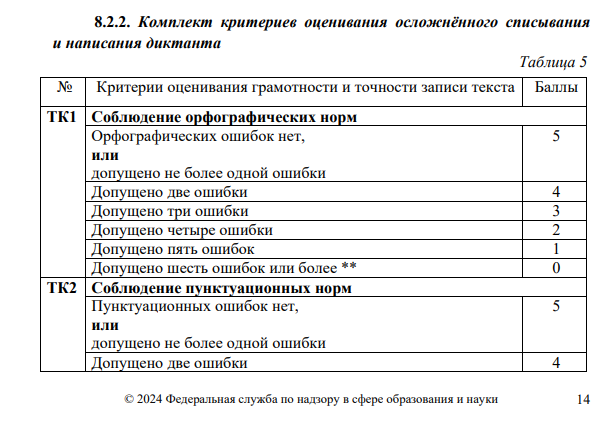 8.2.2. Комплект критериев оценивания осложнённого списывания
и написания диктанта
Таблица 5
№ Критерии оценивания грамотности и точности записи текста Баллы
ТК1 Соблюдение орфографических норм
Орфографических ошибок нет, 5
или
допущено не более одной ошибки
Допущено две ошибки 4
Допущено три ошибки 3
Допущено четыре ошибки 2
Допущено пять ошибок 1
Допущено шесть ошибок или более ** 0
ТК2 Соблюдение пунктуационных норм
Пунктуационных ошибок нет, 5
или
допущено не более одной ошибки
Допущено две ошибки 4
© 2024 Федеральная служба по надзору в сфере образования и науки 14